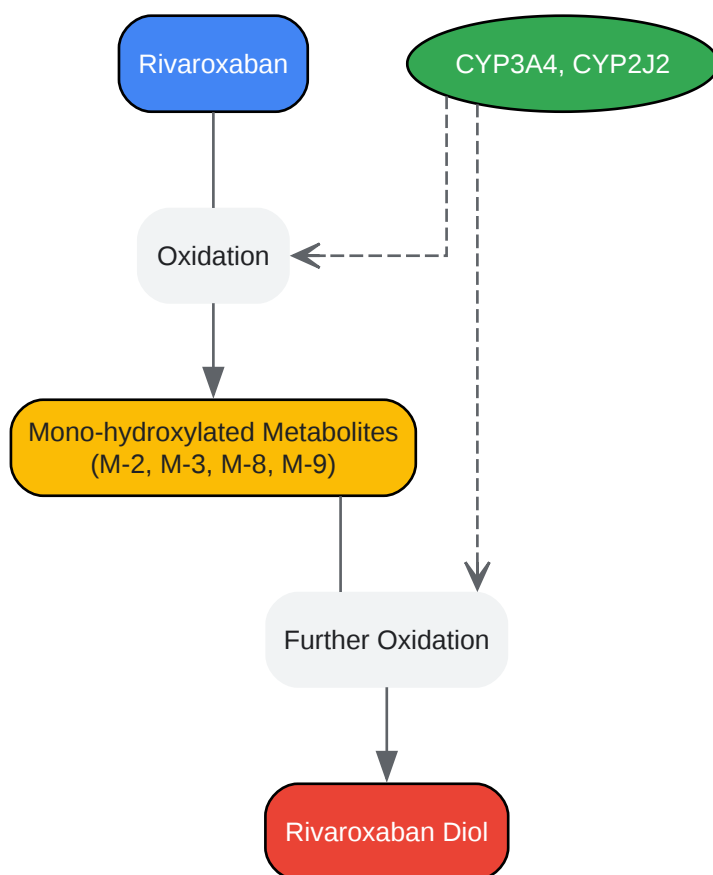 Rivaroxaban
CYP3A4, CYP2J2
Oxidation
Mono-hydroxylated Metabolites
(M-2, M-3, M-8, M-9)
Further Oxidation
Rivaroxaban Diol